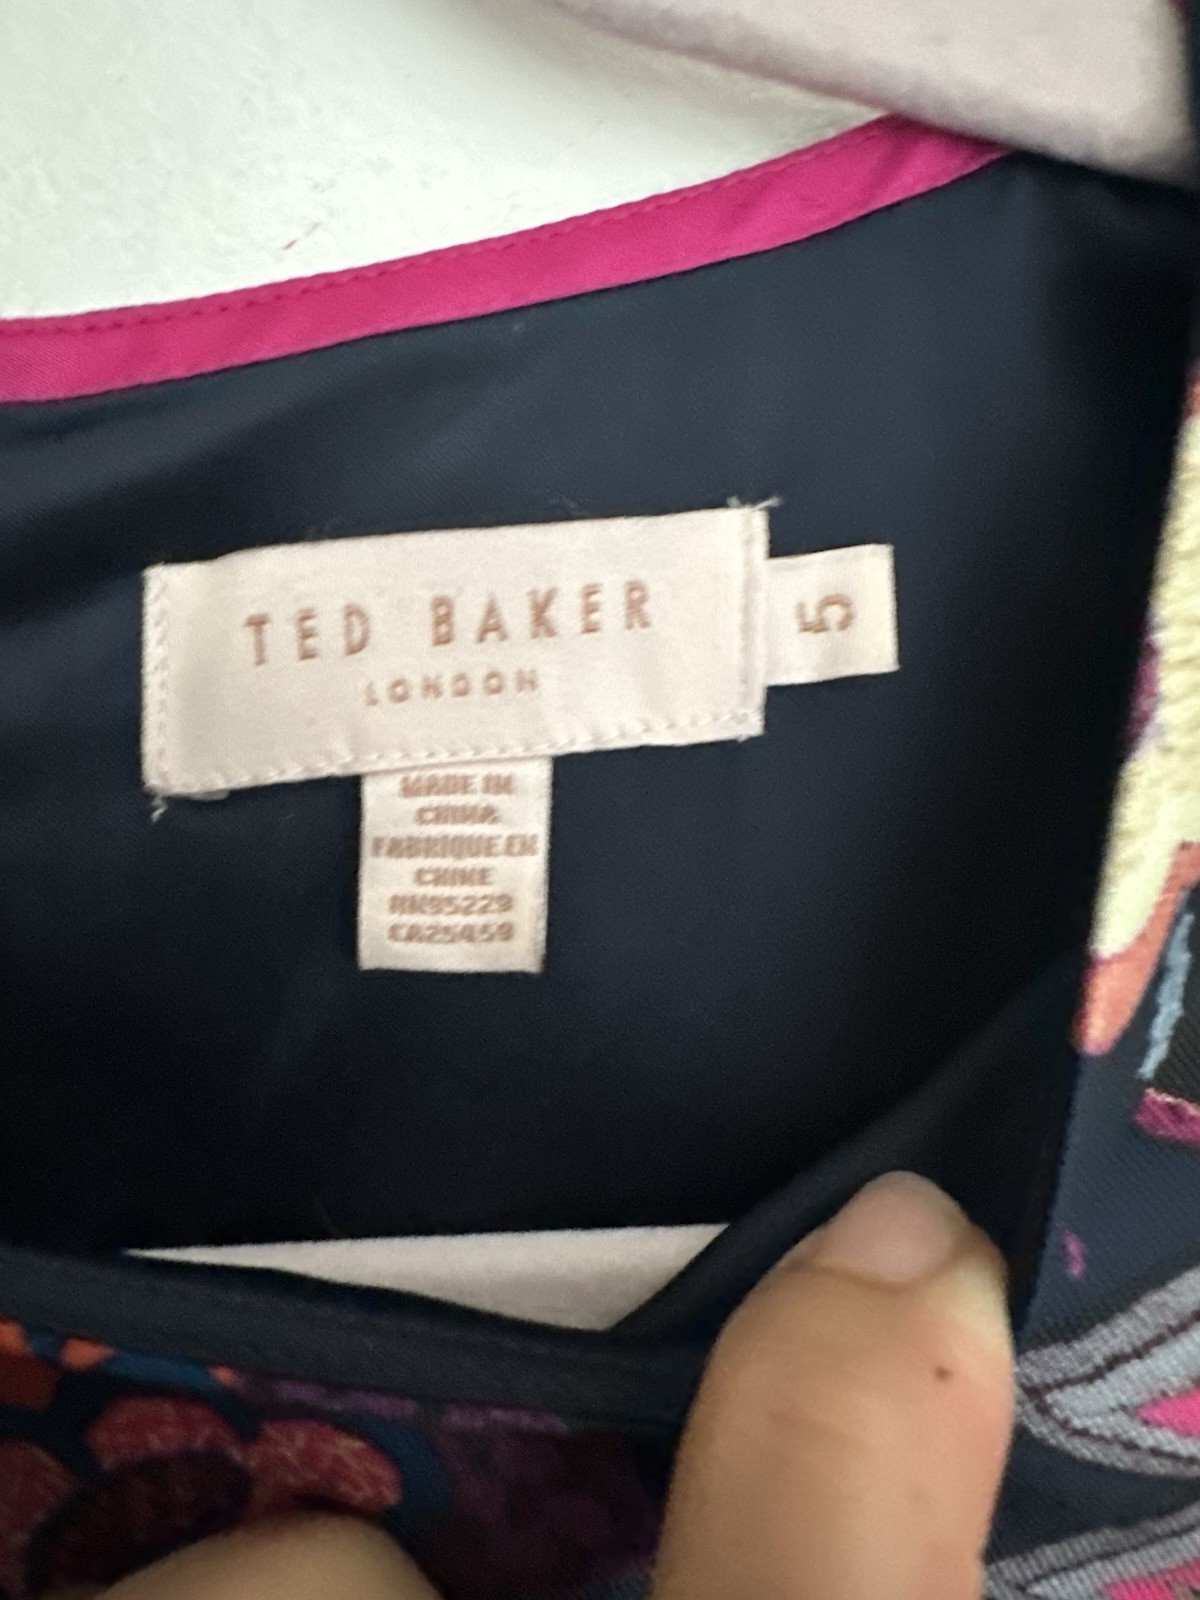 TED BAKER
LONDON
5
MADE IN
CHINA
FABRIQUE EN
CHINE
RN95229
CA25459